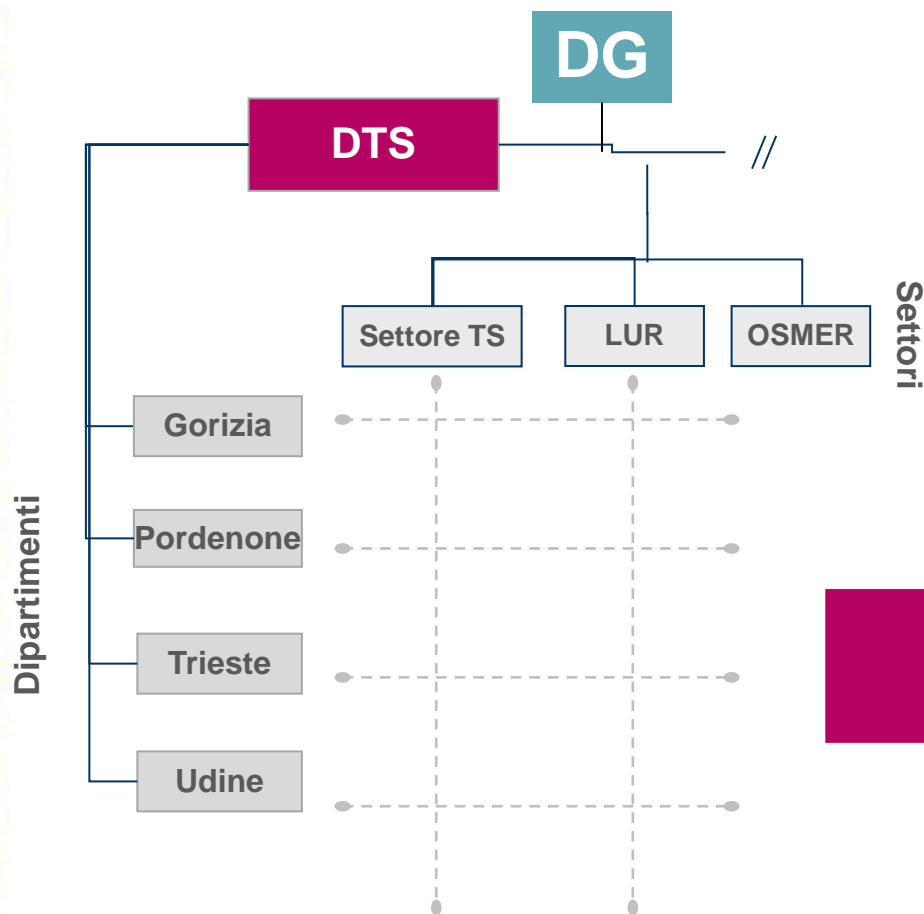 DG
DTS
//
Settore TS
LUR
OSMER
Settori
Gorizia
Pordenone
Trieste
Udine
Dipartimenti